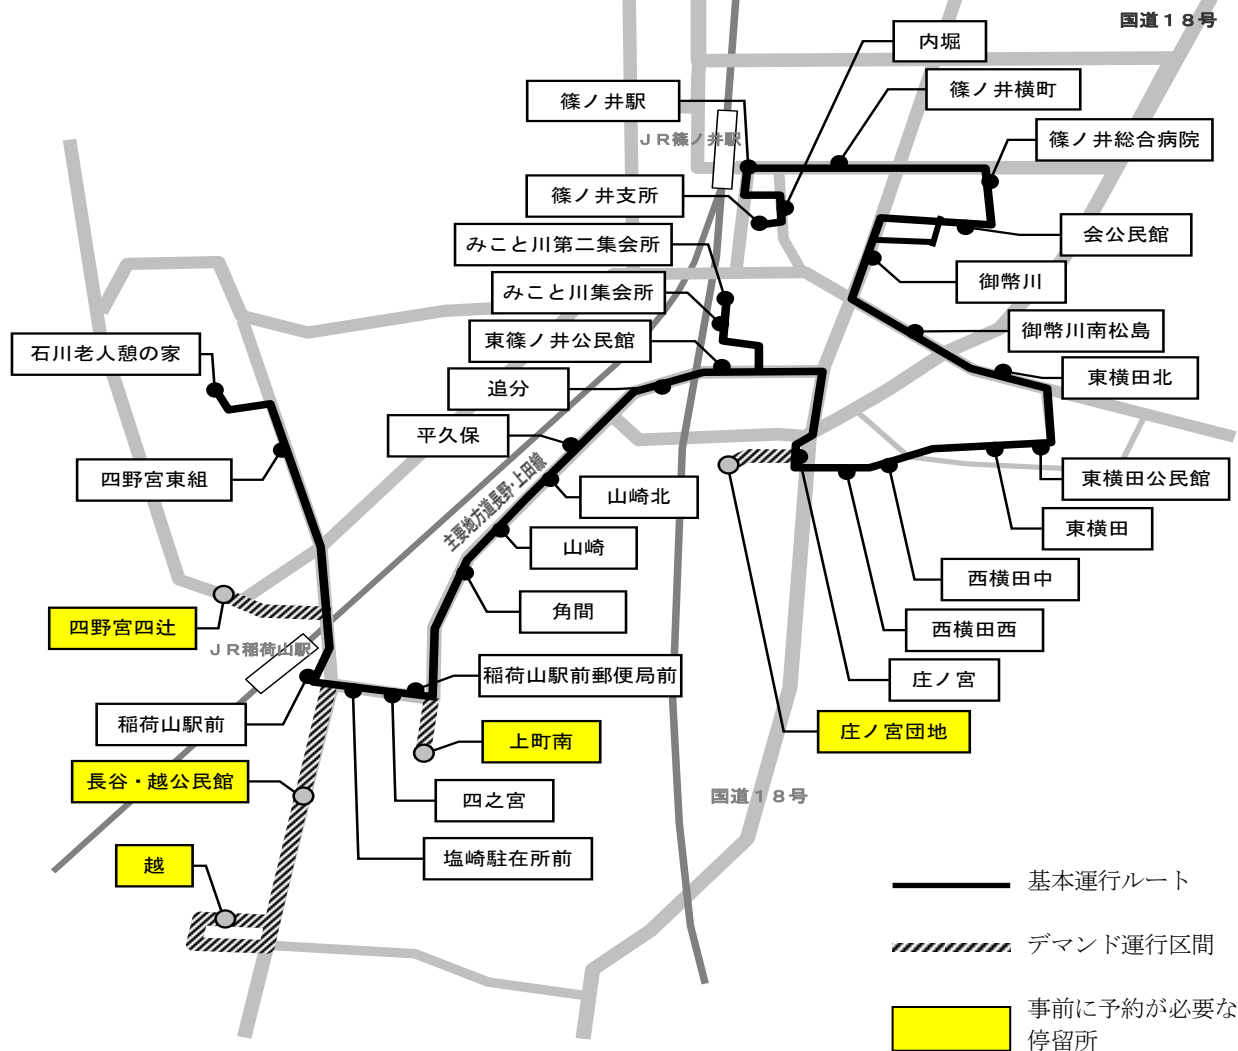 国道１８号
内堀
篠ノ井駅
篠ノ井横町
ＪＲ篠ノ井駅
篠ノ井総合病院
篠ノ井支所
みこと川第二集会所
会公民館
御幣川
みこと川集会所
御幣川南松島
東篠ノ井公民館
石川老人憩の家
追分
東横田北
平久保
主要地方道長野・上田線
四野宮東組
山崎北
東横田公民館
山崎
東横田
西横田中
角間
四野宮四辻
西横田西
ＪＲ稲荷山駅
稲荷山駅前郵便局前
庄ノ宮
稲荷山駅前
上町南
庄ノ宮団地
長谷・越公民館
四之宮
国道１８号
塩崎駐在所前
越
基本運行ルート
デマンド運行区間
事前に予約が必要な
停留所